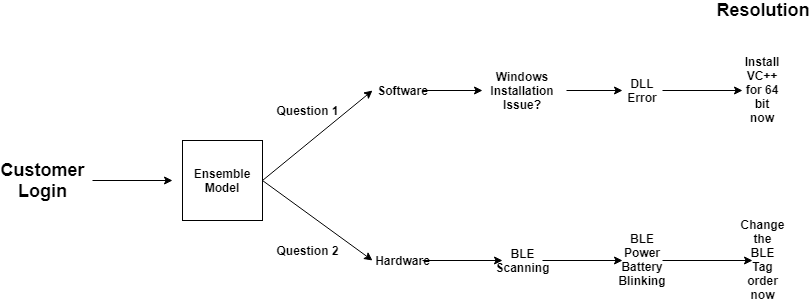 Resolution
Customer
Login
Ensemble
Model
Question 1
Software
Windows
Installation
Issue?
DLL
Error
Install
VC++
for 64
bit
now
Question 2
Hardware
BLE
Scanning
BLE
Power
Battery
Blinking
Change
the
BLE
Tag
order
now